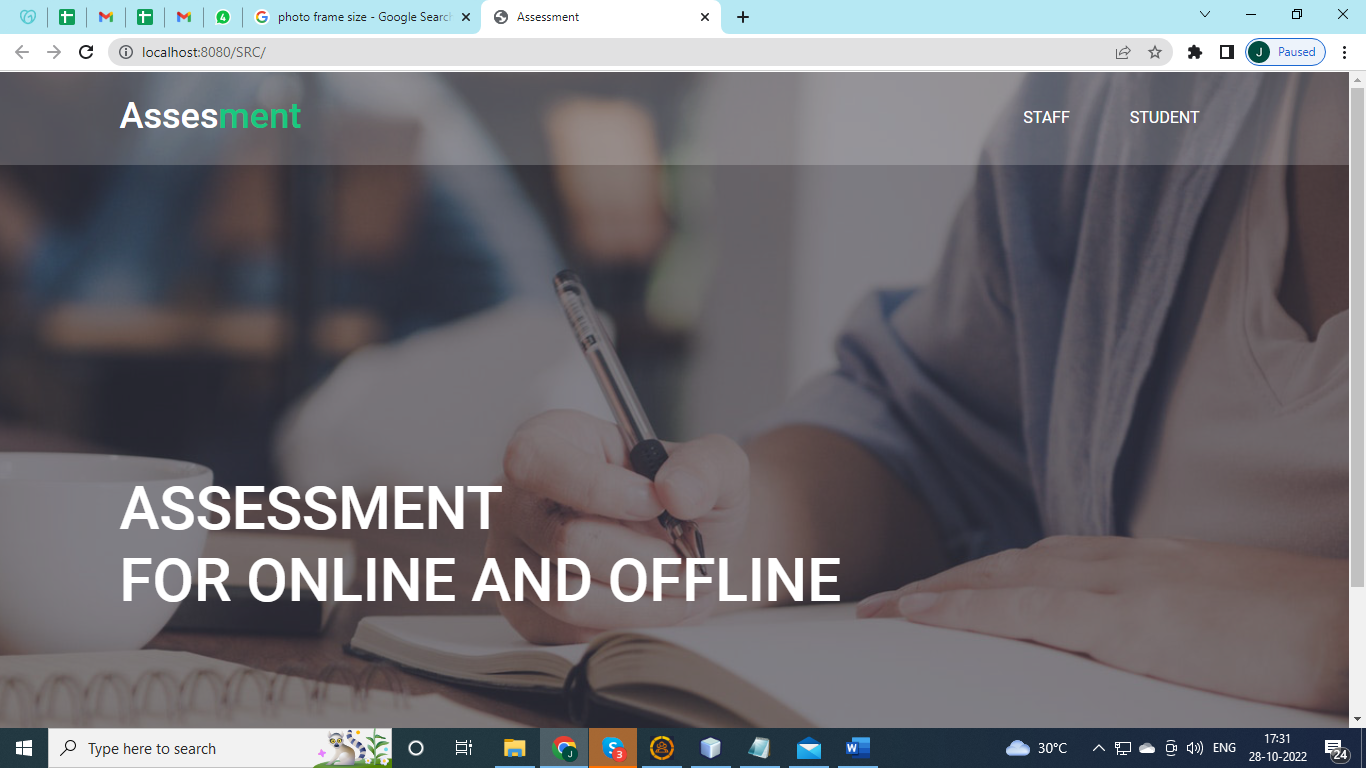 photo frame size - Google Search
Assessment
localhost:8080/SRC/
J
Paused
Assesment
STAFF
STUDENT
ASSESSMENT
FOR ONLINE AND OFFLINE
Type here to search
30°C
ENG
17:31
28-10-2022
24